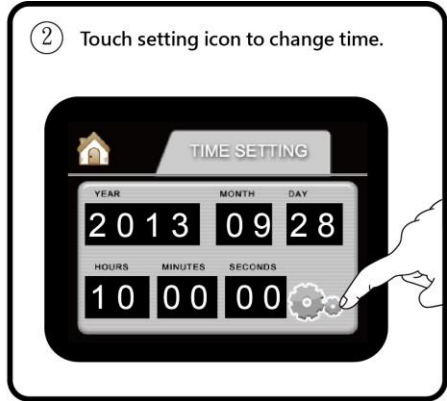 ② Touch setting icon to change time.
TIME SETTING
YEAR MONTH DAY
2013 09 28
HOURS MINUTES SECONDS
10 00 00